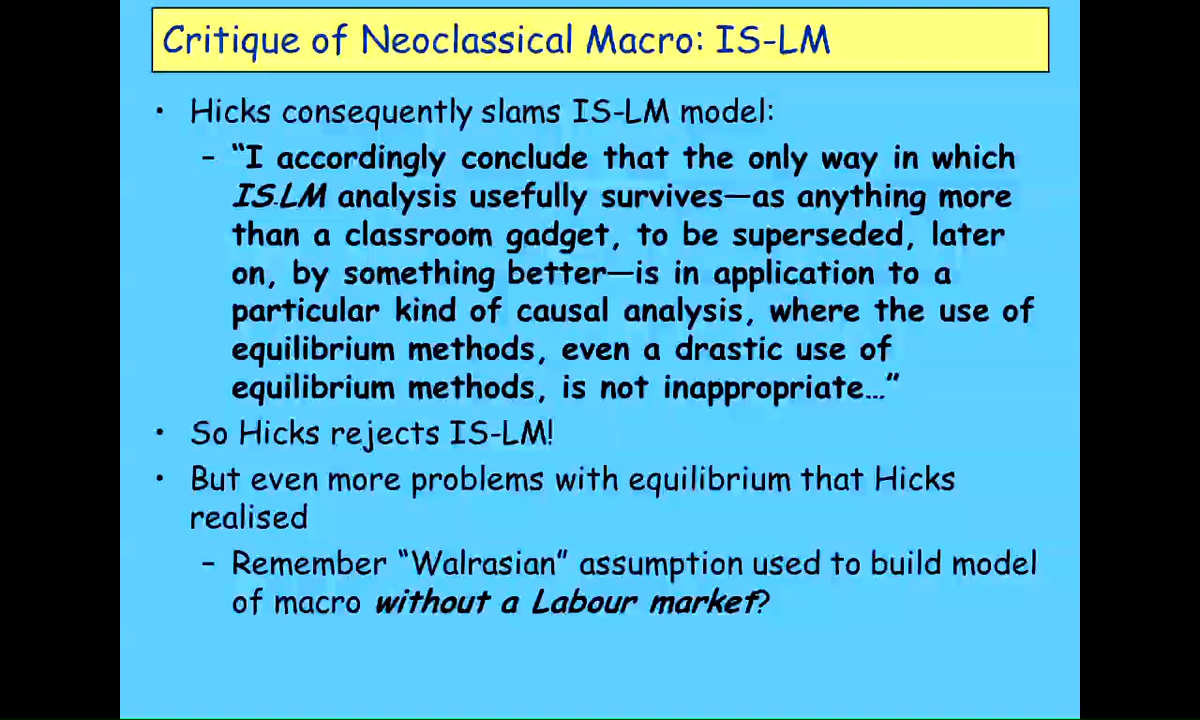 Critique of Neoclassical Macro: IS-LM
• Hicks consequently slams IS-LM model:
– “I accordingly conclude that the only way in which
IS-LM analysis usefully survives—as anything more
than a classroom gadget, to be superseded, later
on, by something better—is in application to a
particular kind of causal analysis, where the use of
equilibrium methods, even a drastic use of
equilibrium methods, is not inappropriate…”
• So Hicks rejects IS-LM!
• But even more problems with equilibrium that Hicks
realised
– Remember “Walrasian” assumption used to build model
of macro without a Labour market?